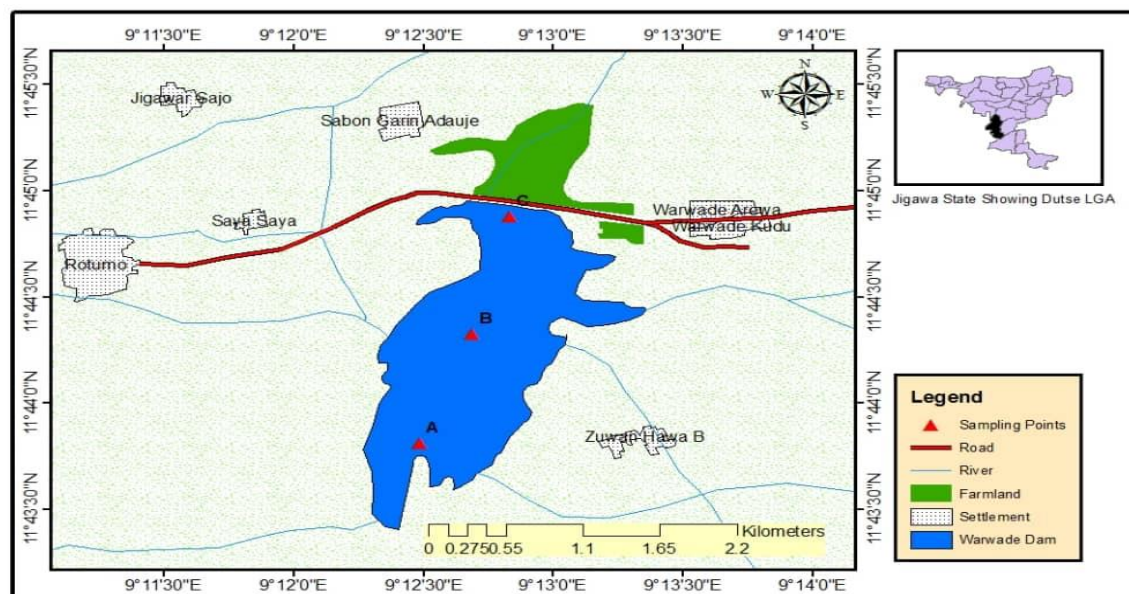 9°11'30"E 9°12'0"E 9°12'30"E 9°13'0"E 9°13'30"E 9°14'0"E
N
W E
S
11°45'30"N
11°45'30"N
Jigawar Gajo
Sabon Garin Adauje
Jigawa State Showing Dutse LGA
11°45'0"N
11°45'0"N
C
Warwade Arewa
Saya Saya
Warwade Kudu
Roturno
11°44'30"N
11°44'30"N
B
11°44'0"N
11°44'0"N
A
Zuwan Hawa B
11°43'30"N
11°43'30"N
Kilometers
0 0.2750.55 1.1 1.65 2.2
9°11'30"E 9°12'0"E 9°12'30"E 9°13'0"E 9°13'30"E 9°14'0"E
Legend
Sampling Points
Road
River
Farmland
Settlement
Warwade Dam